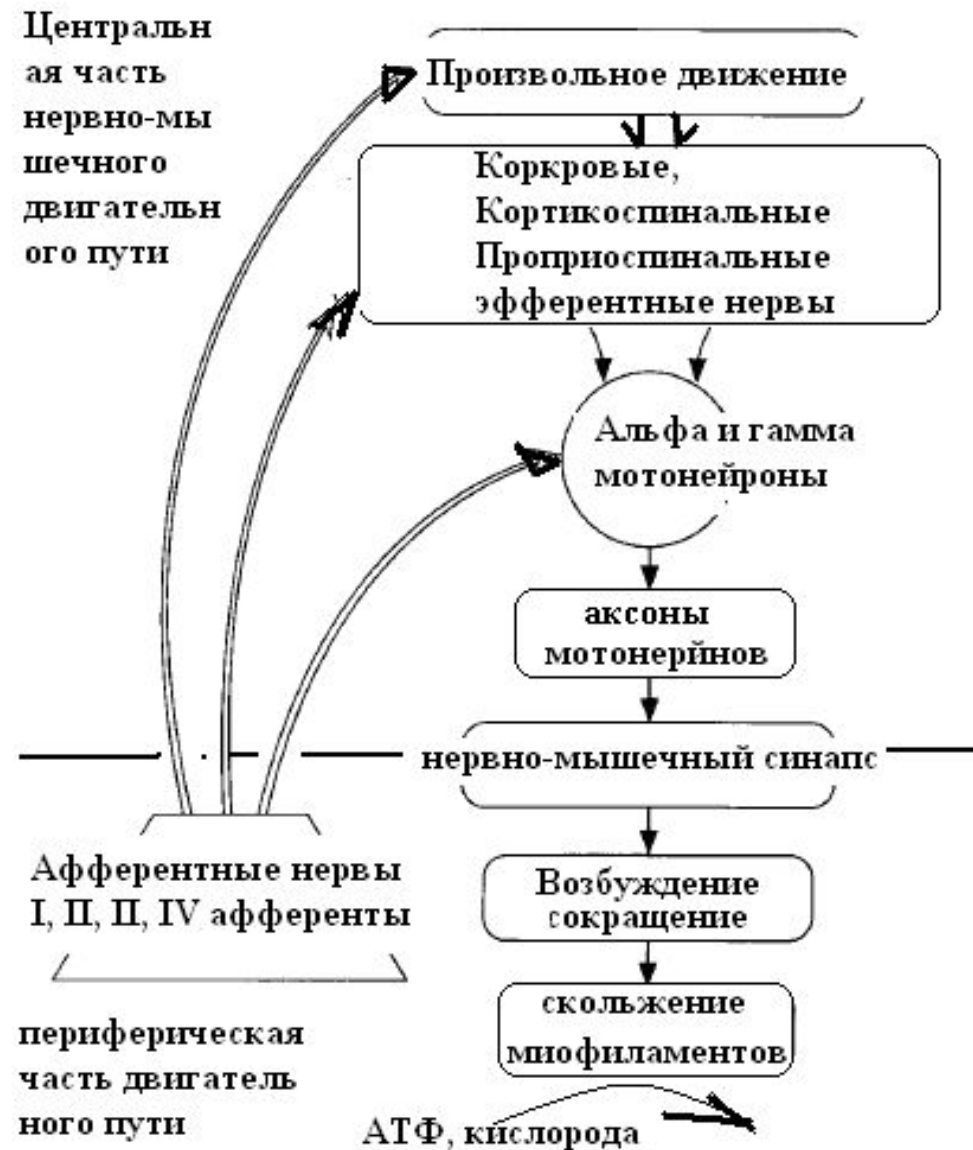 Центральн
ая часть
нервно-мы
шечного
двигательн
ого пути
Произвольное движение
Коркровые,
Кортикоспинальные
Проприоспинальные
эфферентные нервы
Альфа и гамма
мотонейроны
аксоны
мотонерйнов
нервно-мышечный синапс
Афферентные нервы
I, II, II, IV афференты
Возбуждение
сокращение
скольжение
миофиламентов
периферическая
часть двигатель
ного пути
АТФ, кислорода